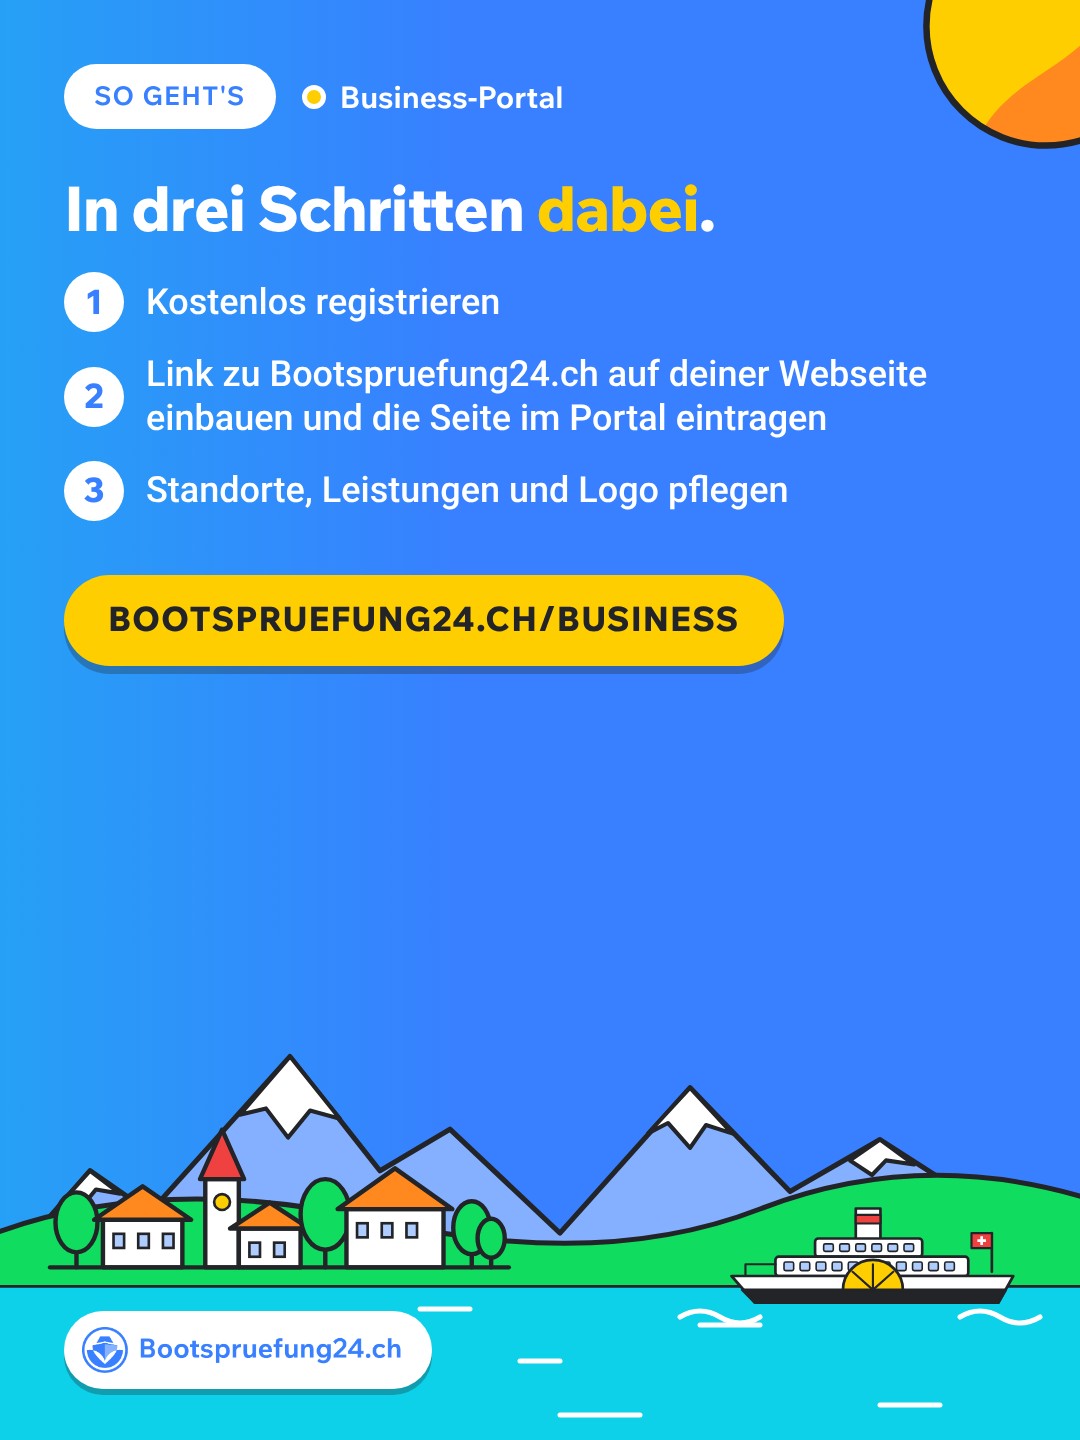 SO GEHT'S
Business-Portal
In drei Schritten dabei.
1 Kostenlos registrieren
2 Link zu Bootspruefung24.ch auf deiner Webseite
einbauen und die Seite im Portal eintragen
3 Standorte, Leistungen und Logo pflegen
BOOTSPRUEFUNG24.CH/BUSINESS
Bootspruefung24.ch